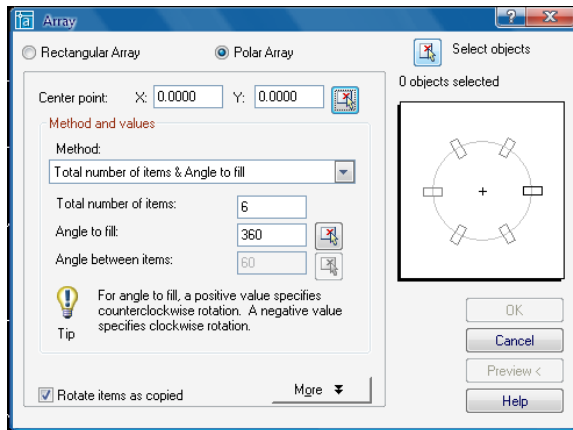 Array
Rectangular Array Polar Array Select objects
0 objects selected
Center point: X: 0.0000 Y: 0.0000
Method and values
Method:
Total number of items & Angle to fill
Total number of items: 6
Angle to fill: 360
Angle between items: 60
For angle to fill, a positive value specifies
counterclockwise rotation. A negative value
specifies clockwise rotation.
Tip
Rotate items as copied More
OK
Cancel
Preview <
Help